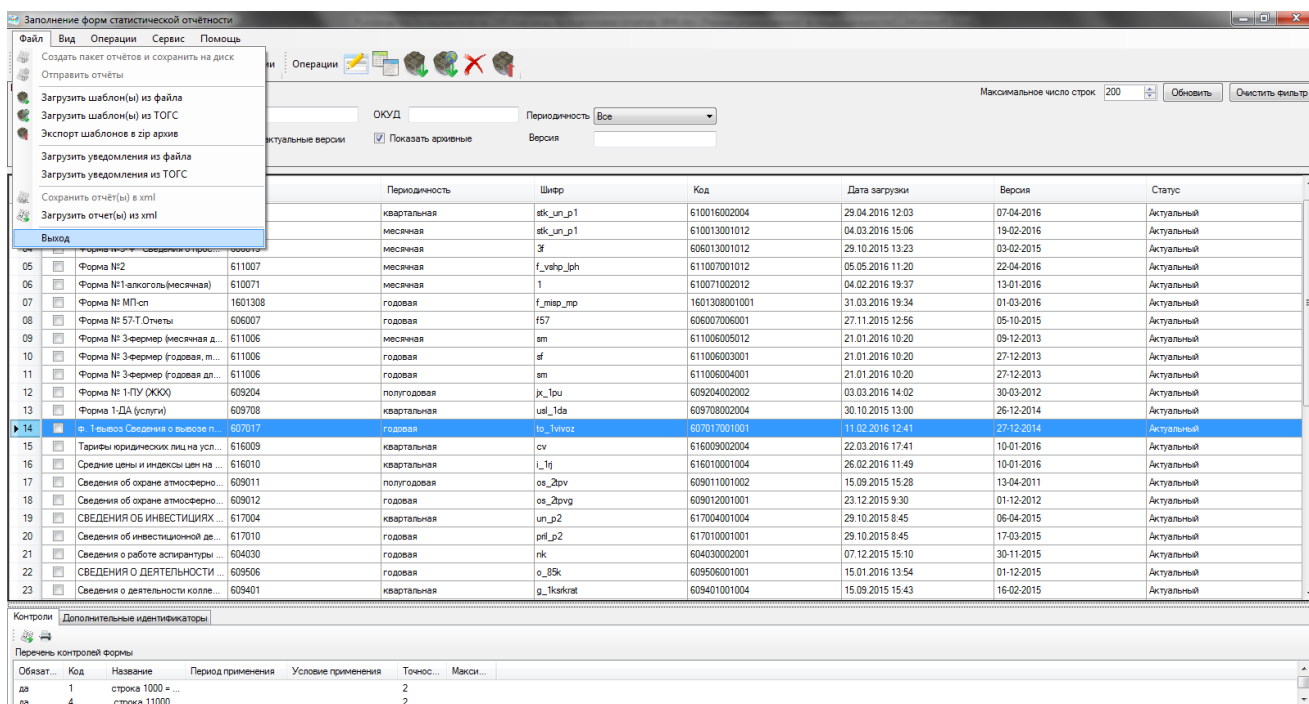 Заполнение форм статистической отчётности
Файл Вид Операции Сервис Помощь
Создать пакет отчётов и сохранить на диск
Отправить отчёты
Загрузить шаблон(ы) из файла
Загрузить шаблон(ы) из ТОГС
Экспорт шаблонов в zip архив
Загрузить уведомления из файла
Загрузить уведомления из ТОГС
Сохранить отчёт(ы) в xml
Загрузить отчет(ы) из xml
Выход
Операции
Максимальное число строк 200 Обновить Очистить фильтр
ОКУД Периодичность Все
актуальные версии Показать архивные Версия
Периодичность Шифр Код Дата загрузки Версия Статус
квартальная stk_un_p1 610016002004 29.04.2016 12:03 07-04-2016 Актуальный
месячная stk_un_p1 610013001012 04.03.2016 15:06 19-02-2016 Актуальный
месячная 3f 606013001012 29.10.2015 13:23 03-02-2015 Актуальный
05 Форма №2 611007 месячная f_vshp_lph 611007001012 05.05.2016 11:20 22-04-2016 Актуальный
06 Форма №1-алкоголь(месячная) 610071 месячная 1 610071002012 04.02.2016 19:37 13-01-2016 Актуальный
07 Форма № МП-сп 1601308 годовая f_misp_mp 1601308001001 31.03.2016 19:34 01-03-2016 Актуальный
08 Форма № 57-Т.Отчеты 606007 годовая f57 606007006001 27.11.2015 12:56 05-10-2015 Актуальный
09 Форма № 3-фермер (месячная д... 611006 месячная sm 611006005012 21.01.2016 10:20 09-12-2013 Актуальный
10 Форма № 3-фермер (годовая, т... 611006 годовая sf 611006003001 21.01.2016 10:20 27-12-2013 Актуальный
11 Форма № 3-фермер (годовая дл... 611006 годовая sm 611006004001 21.01.2016 10:20 27-12-2013 Актуальный
12 Форма № 1-ПУ (ЖКХ) 609204 полугодовая jx_1pu 609204002002 03.03.2016 14:02 30-03-2012 Актуальный
13 Форма 1-ДА (услуги) 609708 квартальная usl_1da 609708002004 30.10.2015 13:00 26-12-2014 Актуальный
14 ф. 1-вывоз Сведения о вывозе п... 607017 годовая to_1vivoz 607017001001 11.02.2016 12:41 27-12-2014 Актуальный
15 Тарифы юридических лиц на усл... 616009 квартальная cv 616009002004 22.03.2016 17:41 10-01-2016 Актуальный
16 Средние цены и индексы цен на ... 616010 квартальная i_1rj 616010001004 26.02.2016 11:49 10-01-2016 Актуальный
17 Сведения об охране атмосферно... 609011 полугодовая os_2tpv 609011001002 15.09.2015 15:28 13-04-2011 Актуальный
18 Сведения об охране атмосферно... 609012 годовая os_2tpvg 609012001001 23.12.2015 9:30 01-12-2012 Актуальный
19 СВЕДЕНИЯ ОБ ИНВЕСТИЦИЯХ ... 617004 квартальная un_p2 617004001004 29.10.2015 8:45 06-04-2015 Актуальный
20 Сведения об инвестиционной де... 617010 годовая pril_p2 617010001001 29.10.2015 8:45 17-03-2015 Актуальный
21 Сведения о работе аспирантуры ... 604030 годовая nk 604030002001 07.12.2015 15:10 30-11-2015 Актуальный
22 СВЕДЕНИЯ О ДЕЯТЕЛЬНОСТИ ... 609506 годовая o_85k 609506001001 15.01.2016 13:54 01-12-2015 Актуальный
23 Сведения о деятельности колле... 609401 квартальная g_1ksrkrat 609401001004 15.09.2015 15:43 16-02-2015 Актуальный
Контроли Дополнительные идентификаторы
Перечень контролей формы
Обязат... Код Название Период применения Условие применения Точнос... Макси...
да 1 строка 1000 = ... 2
да 4 строка 11000 2